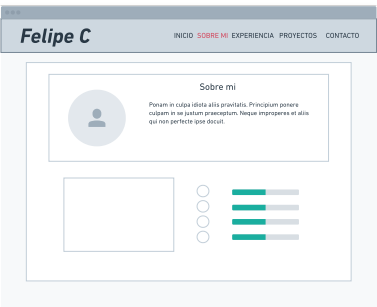 Felipe C
INICIO SOBRE MI EXPERIENCIA PROYECTOS CONTACTO
Sobre mi
Ponam in culpa idiota aliis pravitatis. Principium ponere
culpam in se justum praeceptum. Neque improperes et aliis
qui non perfecte ipse docuit.